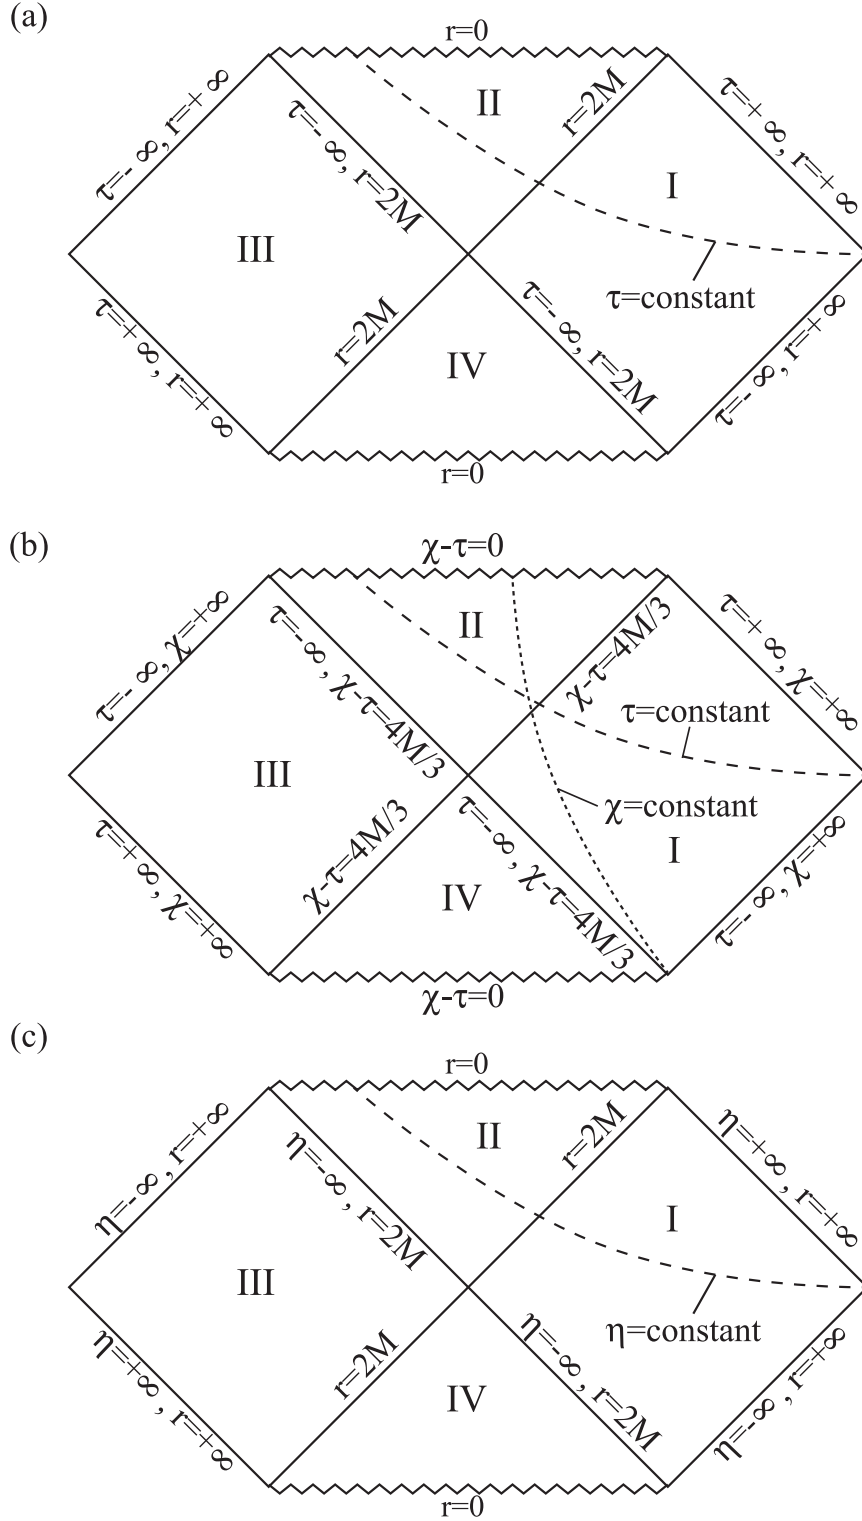 (a)
r=0
τ=-∞, r=+∞
τ=-∞, r=2M
II
r=2M
τ=+∞, r=+∞
I
III
τ=constant
τ=+∞, r=+∞
r=2M
IV
τ=-∞, r=2M
τ=-∞, r=+∞
r=0
(b)
χ-τ=0
τ=-∞, χ=+∞
τ=-∞, χ-τ=4M/3
II
χ-τ=4M/3
τ=+∞, χ=+∞
τ=constant
III
χ=constant
I
τ=+∞, χ=+∞
χ-τ=4M/3
IV
τ=-∞, χ-τ=4M/3
τ=-∞, χ=+∞
χ-τ=0
(c)
r=0
η=-∞, r=+∞
η=-∞, r=2M
II
r=2M
η=+∞, r=+∞
I
III
η=constant
η=+∞, r=+∞
r=2M
IV
η=-∞, r=2M
η=-∞, r=+∞
r=0